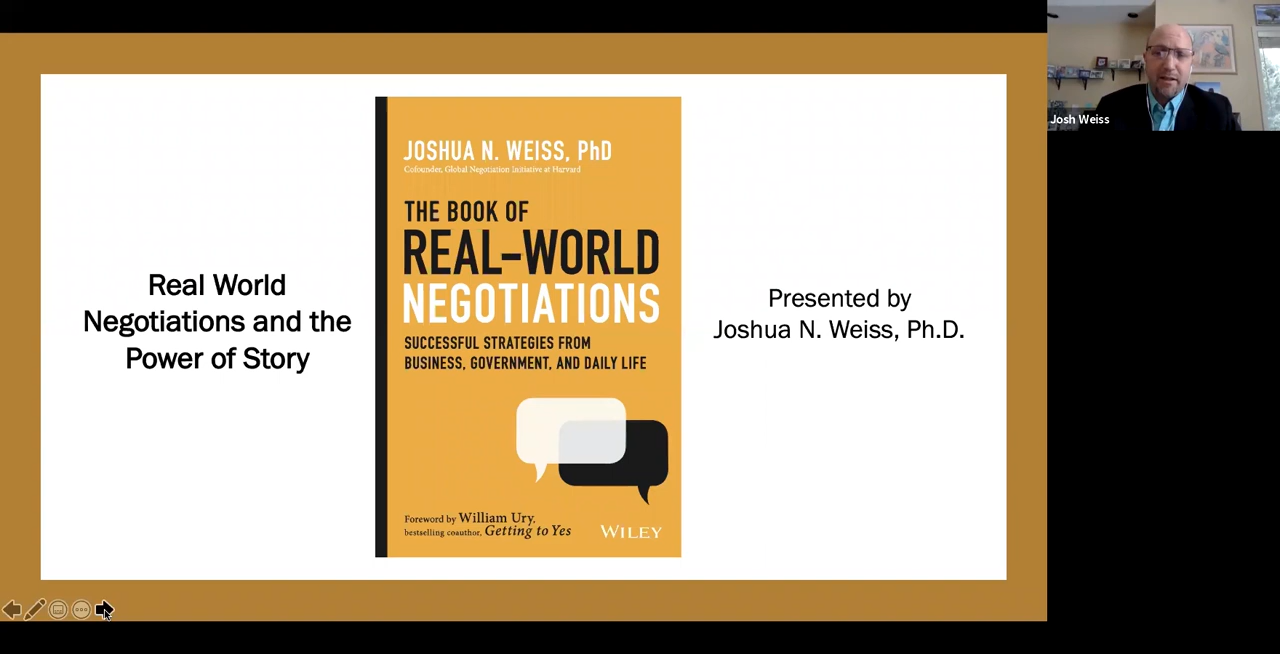 Real World
Negotiations and the
Power of Story
JOSHUA N. WEISS, PhD
Cofounder, Global Negotiation Initiative at Harvard
THE BOOK OF
REAL-WORLD
NEGOTIATIONS
SUCCESSFUL STRATEGIES FROM
BUSINESS, GOVERNMENT, AND DAILY LIFE
Foreword by William Ury,
bestselling coauthor, Getting to Yes
WILEY
Presented by
Joshua N. Weiss, Ph.D.
Josh Weiss